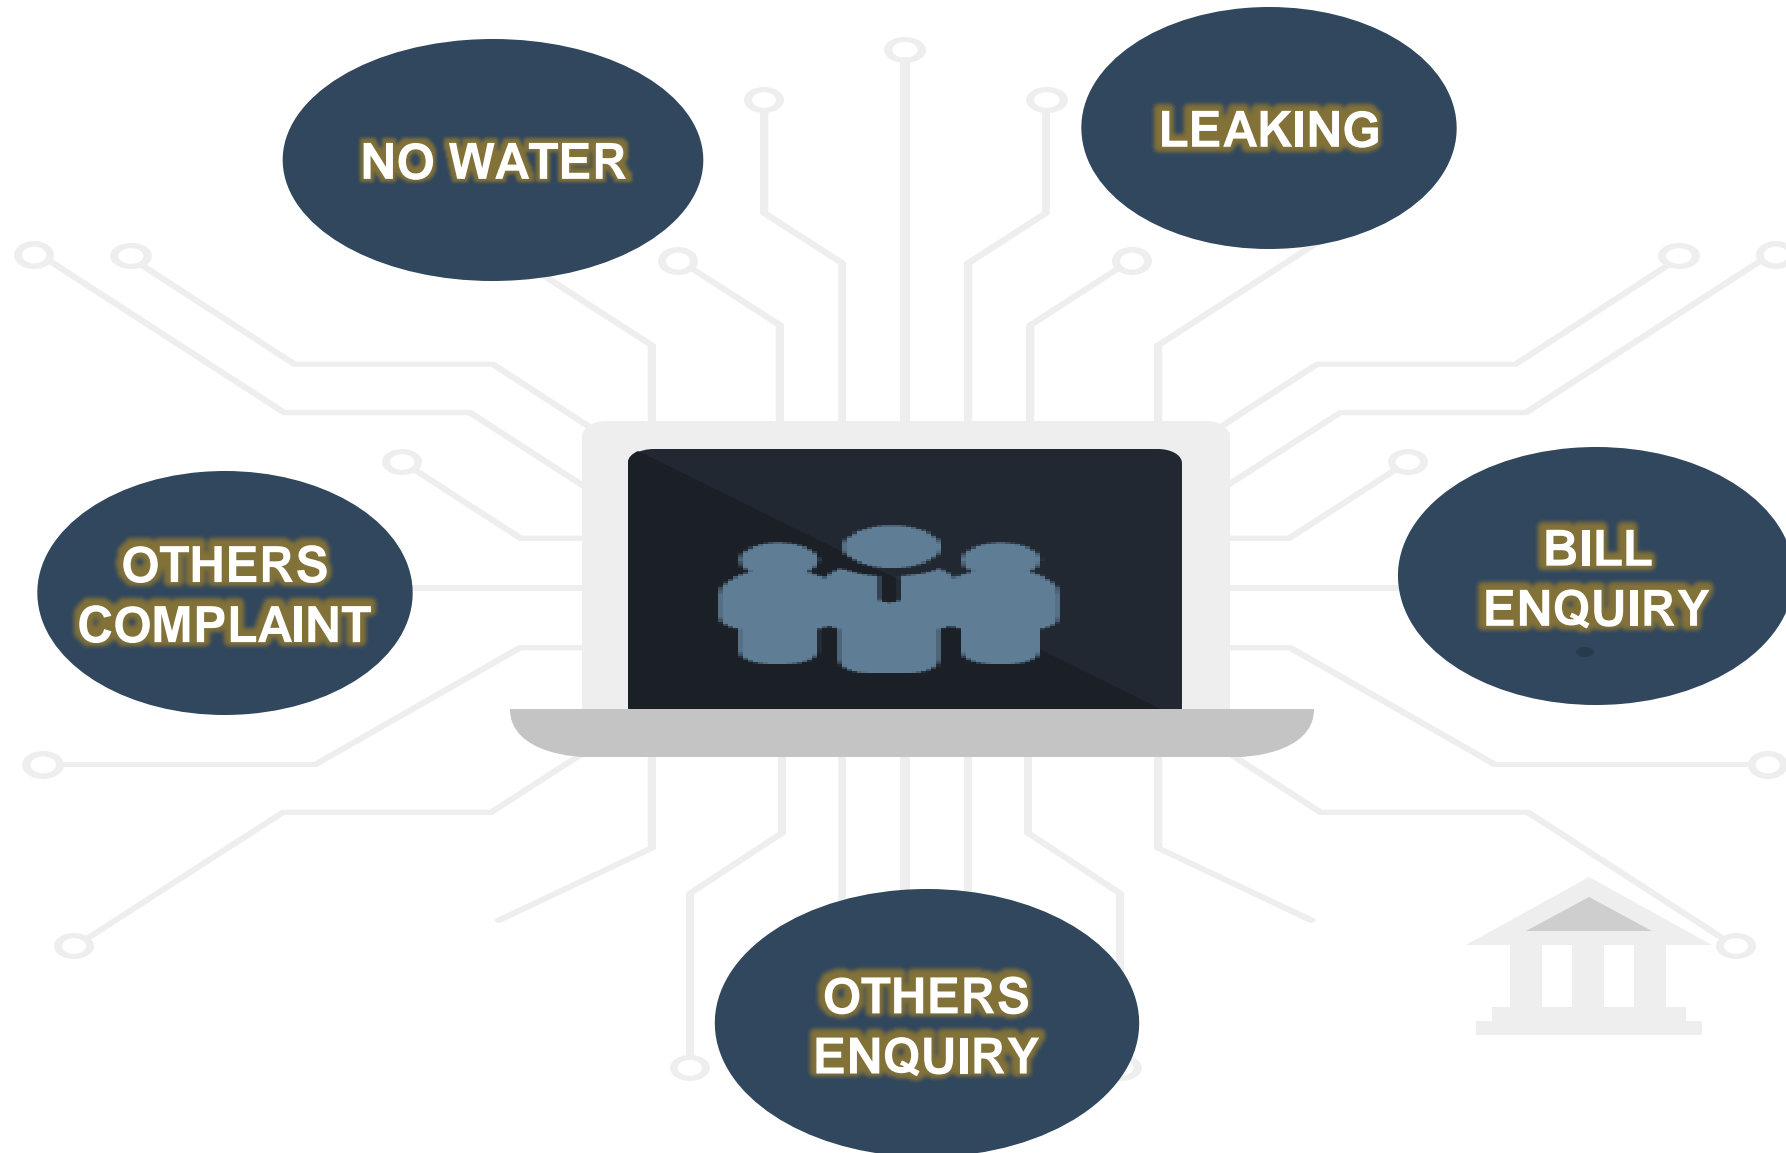 NO WATER
LEAKING
OTHERS
COMPLAINT
BILL
ENQUIRY
OTHERS
ENQUIRY